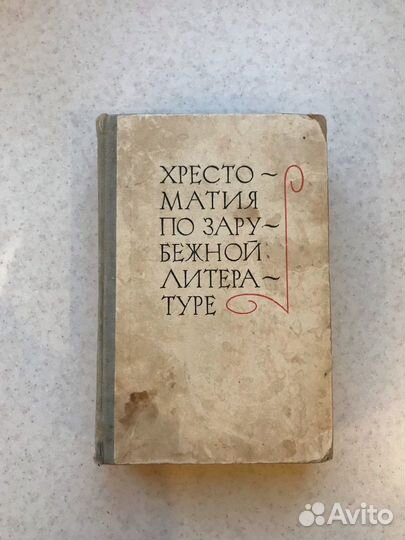 ХРЕСТО~
МАТИЯ
ПО ЗАРУ~
БЕЖНОЙ
ЛИТЕРА~
ТУРЕ
Avito